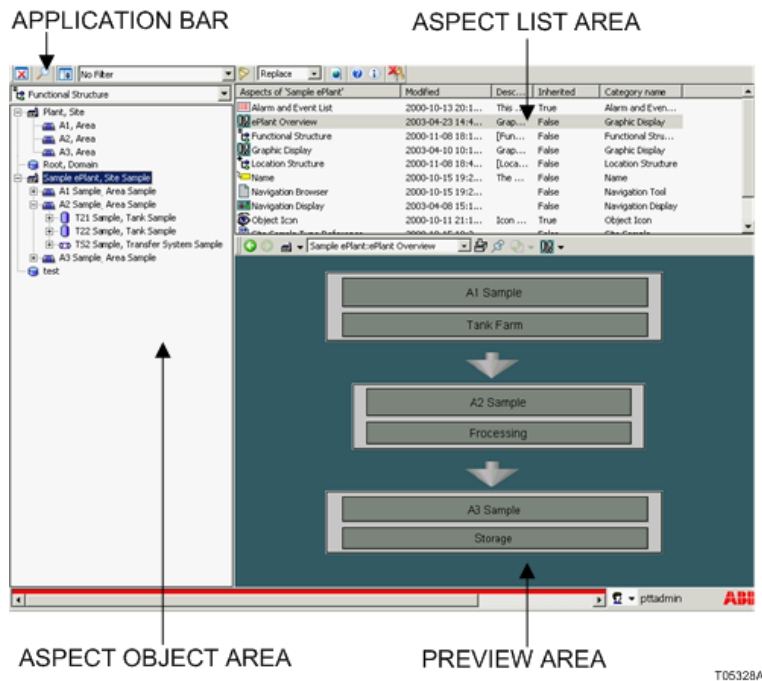 APPLICATION BAR
ASPECT LIST AREA
No Filter
Replace
Functional Structure
Aspects of 'Sample ePlant' Modified Desc... Inherited Category name
Alarm and Event List 2000-10-13 20:1... This ... True Alarm and Even...
ePlant Overview 2003-04-23 14:4... Grap... False Graphic Display
Functional Structure 2000-11-08 18:1... [Fun... False Functional Stru...
Graphic Display 2003-04-10 10:1... Grap... False Graphic Display
Location Structure 2000-11-08 18:4... [Loca... False Location Structure
Name 2000-10-15 19:2... The ... False Name
Navigation Browser 2000-10-15 19:2... False Navigation Tool
Navigation Display 2003-04-08 15:1... False Navigation Display
Object Icon 2000-10-11 21:1... Icon ... True Object Icon
Plant, Site
A1, Area
A2, Area
A3, Area
Root, Domain
Sample ePlant, Site Sample
A1 Sample, Area Sample
A2 Sample, Area Sample
T21 Sample, Tank Sample
T22 Sample, Tank Sample
TS2 Sample, Transfer System Sample
A3 Sample, Area Sample
test
Sample ePlant:ePlant Overview
A1 Sample
Tank Farm
A2 Sample
Processing
A3 Sample
Storage
pttadmin
ABB
ASPECT OBJECT AREA
PREVIEW AREA
T05328A